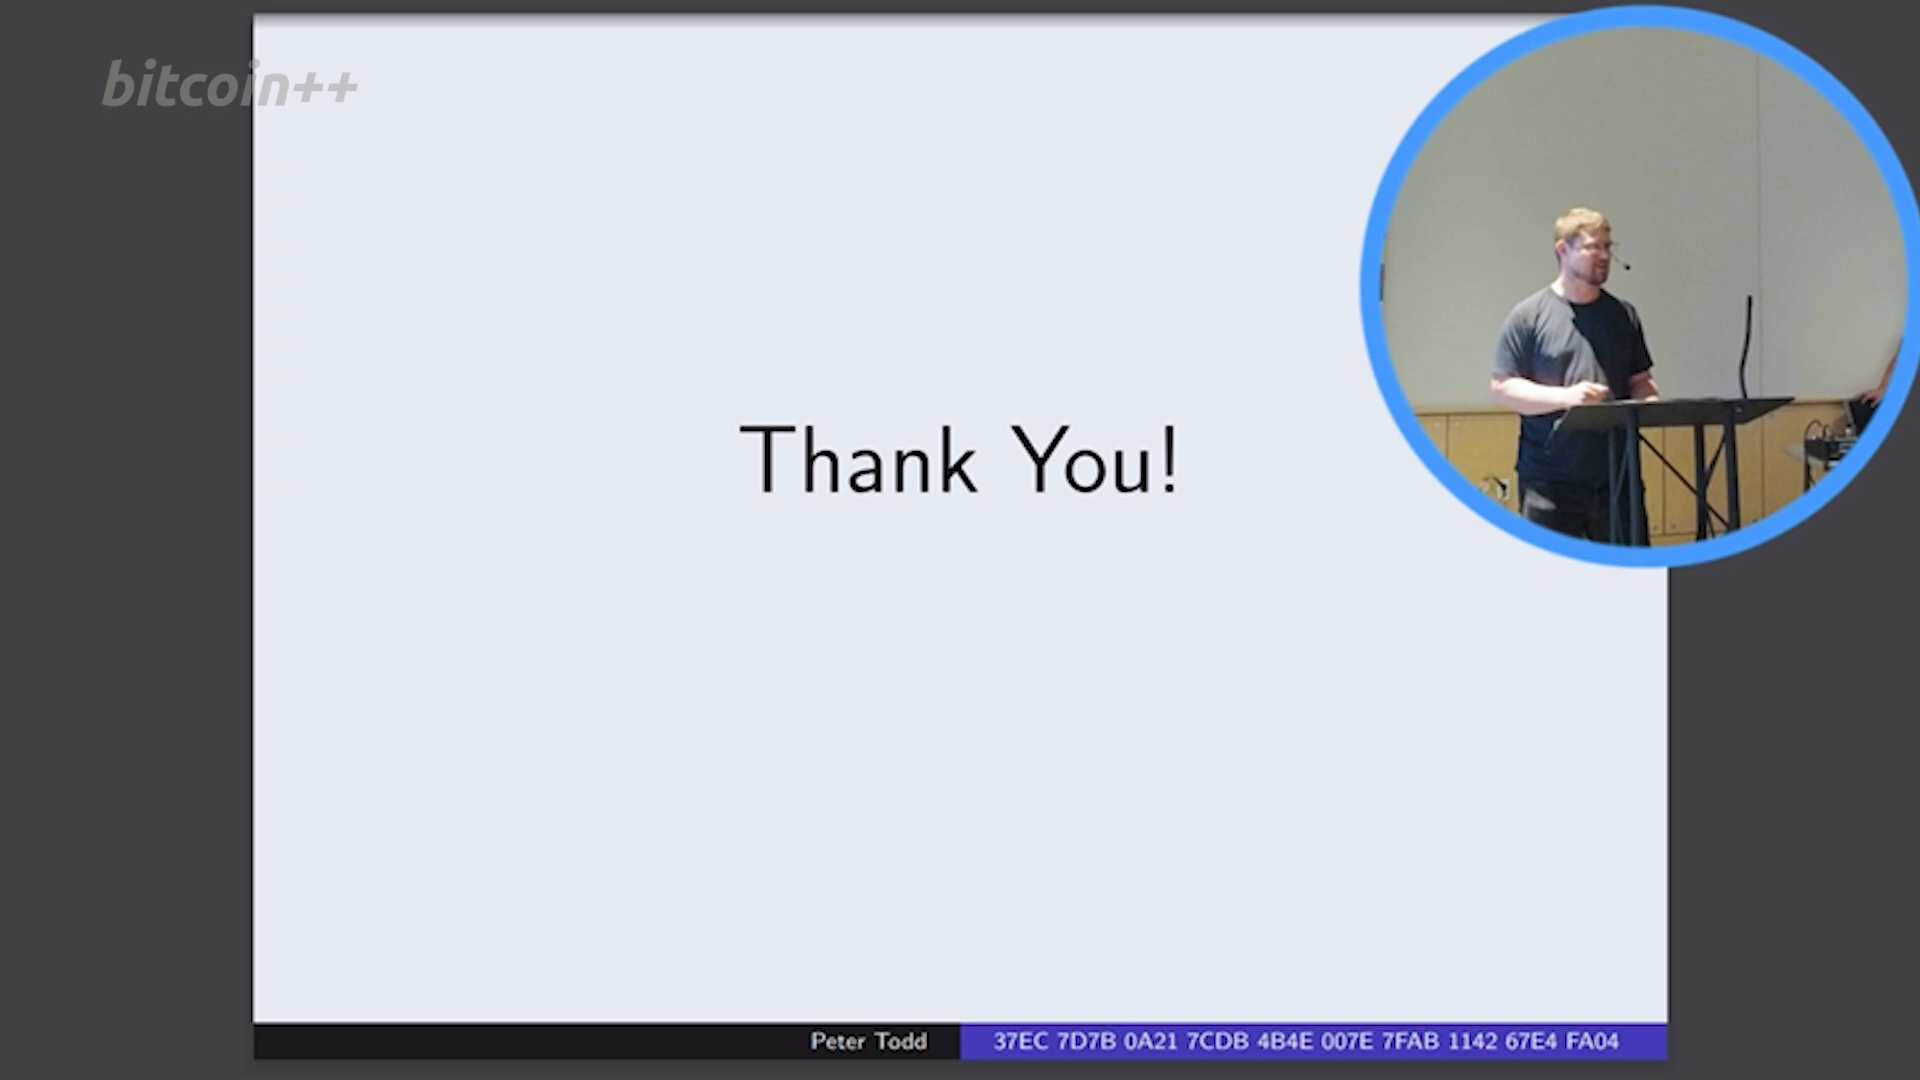 bitcoin++
Thank You!
Peter Todd
37EC 7D7B 0A21 7CDB 4B4E 007E 7FAB 1142 67E4 FA04